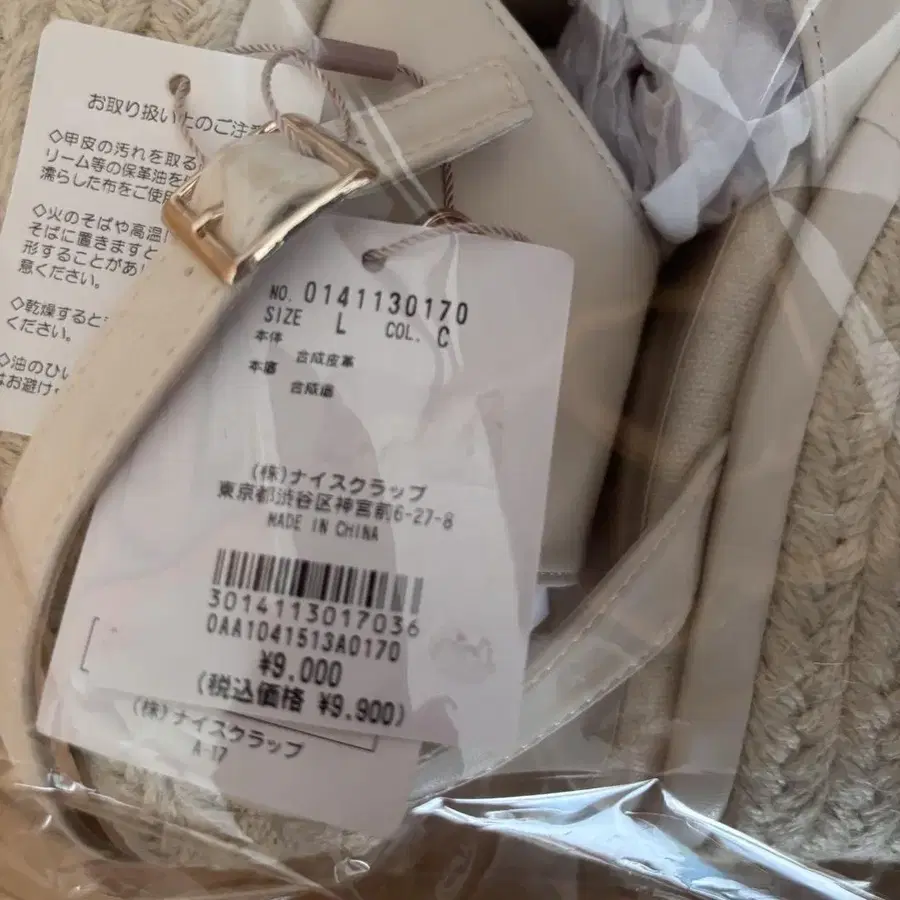 お取り扱い上のご注意
◇甲皮の汚れを取る
リーム等の保革油を
濡らした布をご使用
◇火のそばや高温
そばに置きますと
形することがあり
意ください。
◇乾燥すると
ください。
◇油のひ
はお避け
NO. 0141130170
SIZE L COL. C
本体
合成皮革
本底
合成底
(株)ナイスクラップ
東京都渋谷区神宮前6-27-8
MADE IN CHINA
3014113017036
0AA1041513A0170
¥9,000
(税込価格 ¥9,900)
(株)ナイスクラップ
A-17